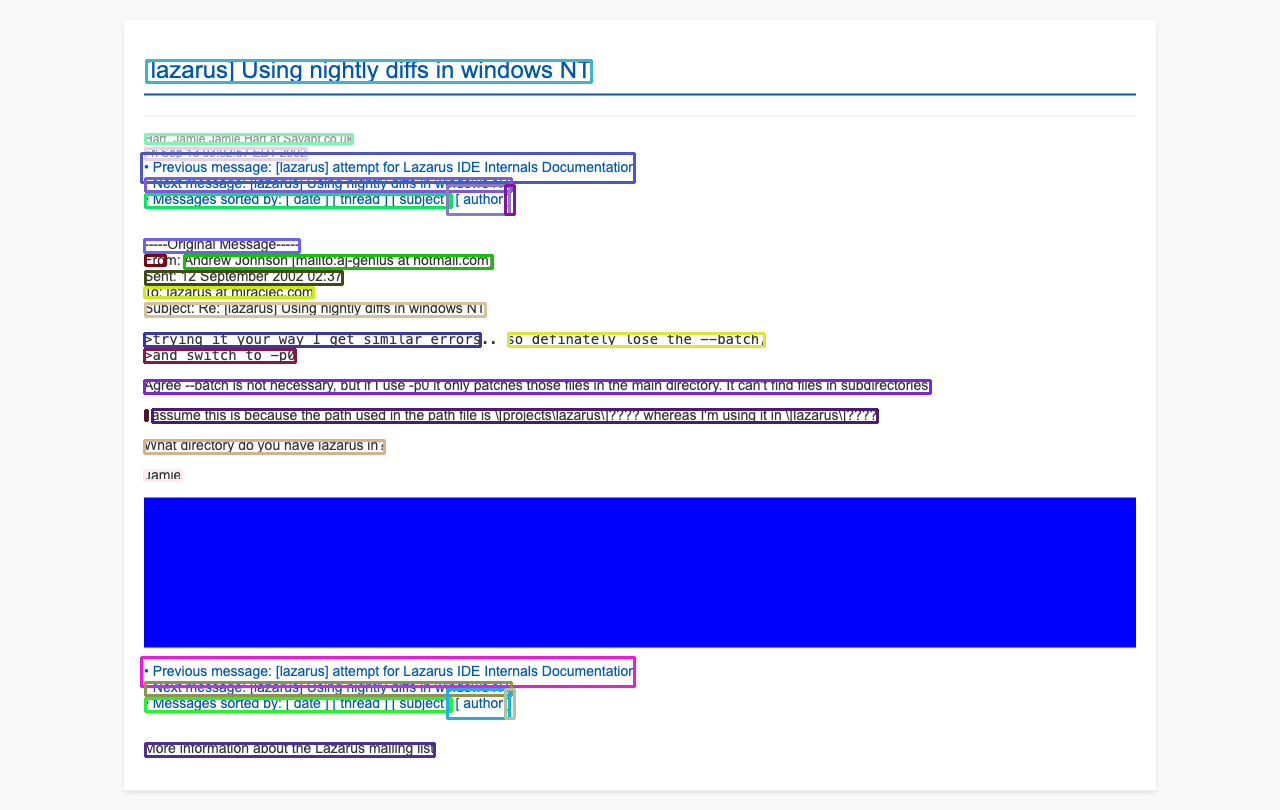 [lazarus] Using nightly diffs in windows NT
Hart, Jamie Jamie.Hart at Savant.co.uk
Fri Sep 13 03:02:57 EDT 2002
• Previous message: [lazarus] attempt for Lazarus IDE Internals Documentation
• Next message: [lazarus] Using nightly diffs in windows NT
• Messages sorted by: [ date ] [ thread ] [ subject ] [ author ]
-----Original Message-----
From: Andrew Johnson [mailto:aj-genius at hotmail.com]
Sent: 12 September 2002 02:37
To: lazarus at miraclec.com
Subject: Re: [lazarus] Using nightly diffs in windows NT
>trying it your way I get similar errors.. so definately lose the --batch,
>and switch to -p0
Agree --batch is not necessary, but if I use -p0 it only patches those files in the main directory. It can't find files in subdirectories.
I assume this is because the path used in the path file is \|projects\lazarus\|???? whereas I'm using it in \|lazarus\|????
What directory do you have lazarus in?
Jamie
• Previous message: [lazarus] attempt for Lazarus IDE Internals Documentation
• Next message: [lazarus] Using nightly diffs in windows NT
• Messages sorted by: [ date ] [ thread ] [ subject ] [ author ]
More information about the Lazarus mailing list